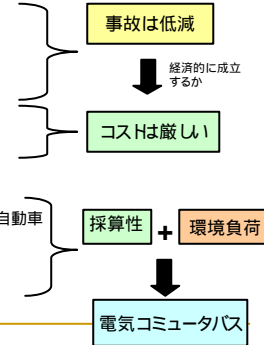 事故は低減
経済的に成立
するか
コストは厳しい
自動車
採算性 + 環境負荷
電気コミュータバス